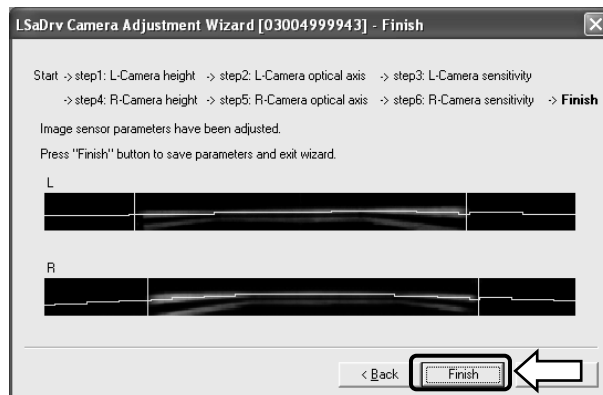 LSaDrv Camera Adjustment Wizard [03004999943] - Finish
Start -> step1: L-Camera height -> step2: L-Camera optical axis -> step3: L-Camera sensitivity
-> step4: R-Camera height -> step5: R-Camera optical axis -> step6: R-Camera sensitivity -> Finish
Image sensor parameters have been adjusted.
Press "Finish" button to save parameters and exit wizard.
L
R
< Back Finish